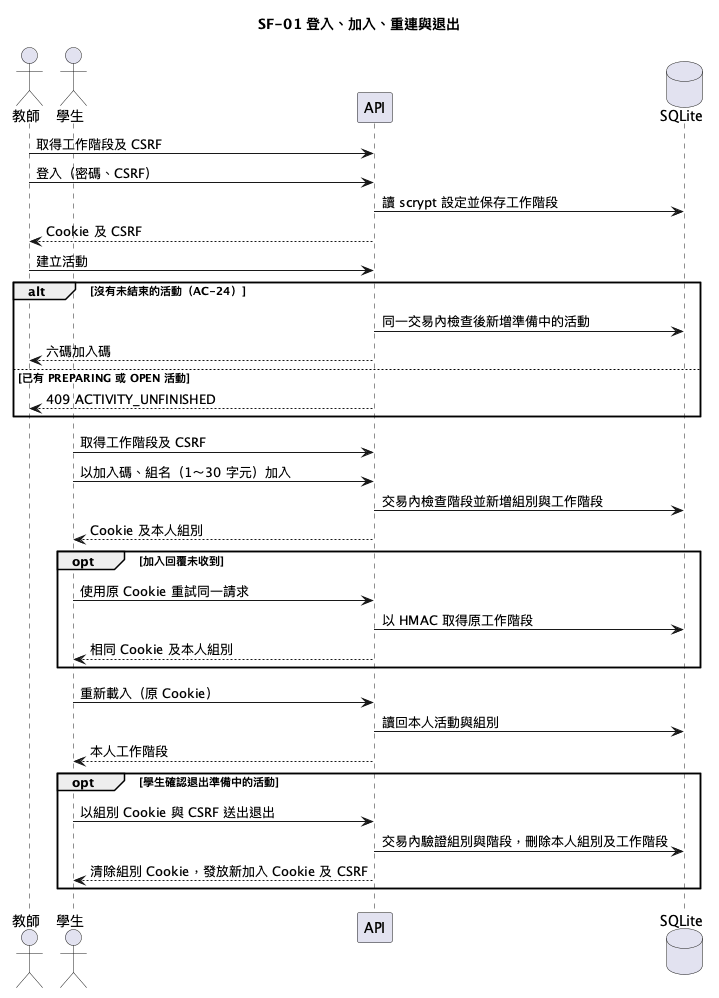 SF-01 登入、加入、重連與退出
教師
學生
API
SQLite
取得工作階段及 CSRF
登入（密碼、CSRF）
讀 scrypt 設定並保存工作階段
Cookie 及 CSRF
建立活動
alt [沒有未結束的活動（AC-24）]
同一交易內檢查後新增準備中的活動
六碼加入碼
[已有 PREPARING 或 OPEN 活動]
409 ACTIVITY_UNFINISHED
取得工作階段及 CSRF
以加入碼、組名（1～30 字元）加入
交易內檢查階段並新增組別與工作階段
Cookie 及本人組別
opt [加入回覆未收到]
使用原 Cookie 重試同一請求
以 HMAC 取得原工作階段
相同 Cookie 及本人組別
重新載入（原 Cookie）
讀回本人活動與組別
本人工作階段
opt [學生確認退出準備中的活動]
以組別 Cookie 與 CSRF 送出退出
交易內驗證組別與階段，刪除本人組別及工作階段
清除組別 Cookie，發放新加入 Cookie 及 CSRF
教師
學生
API
SQLite